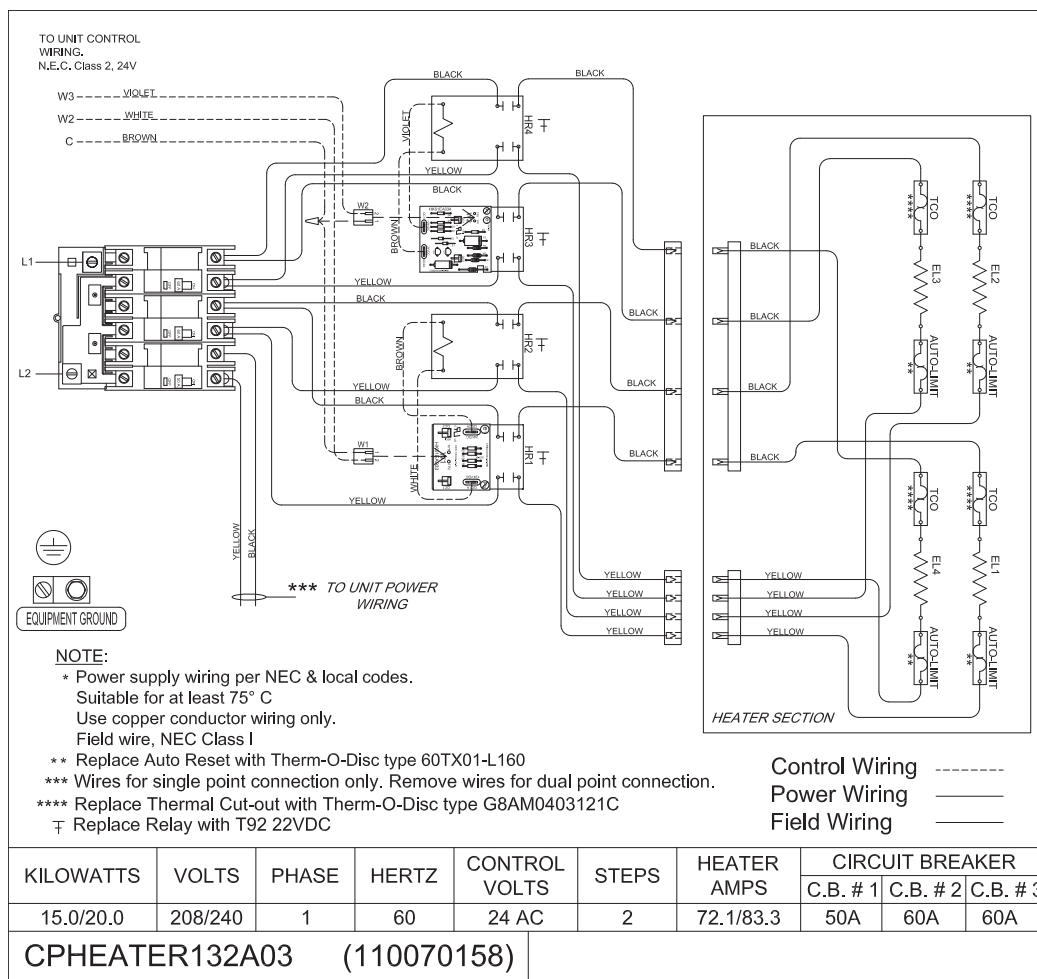 TO UNIT CONTROL
WIRING.
N.E.C. Class 2, 24V
W3
VIOLET
W2
WHITE
C
BROWN
BLACK
BLACK
VIOLET
HR4
YELLOW
BLACK
W2
BROWN
HR3
YELLOW
BLACK
L1
L2
BROWN
HR2
YELLOW
BLACK
W1
WHITE
HR1
YELLOW
YELLOW
BLACK
*** TO UNIT POWER
WIRING
EQUIPMENT GROUND
BLACK
BLACK
BLACK
BLACK
BLACK
BLACK
BLACK
YELLOW
YELLOW
YELLOW
YELLOW
YELLOW
YELLOW
YELLOW
YELLOW
TCO
****
TCO
****
EL3
EL2
AUTO-LIMIT
**
AUTO-LIMIT
**
TCO
****
TCO
****
EL4
EL1
AUTO-LIMIT
**
AUTO-LIMIT
**
HEATER SECTION
NOTE:
* Power supply wiring per NEC & local codes.
Suitable for at least 75° C
Use copper conductor wiring only.
Field wire, NEC Class I
** Replace Auto Reset with Therm-O-Disc type 60TX01-L160
*** Wires for single point connection only. Remove wires for dual point connection.
**** Replace Thermal Cut-out with Therm-O-Disc type G8AM0403121C
Replace Relay with T92 22VDC
Control Wiring
Power Wiring
Field Wiring
KILOWATTS VOLTS PHASE HERTZ CONTROL VOLTS STEPS HEATER AMPS CIRCUIT BREAKER
C.B. # 1 C.B. # 2 C.B. # 3
15.0/20.0 208/240 1 60 24 AC 2 72.1/83.3 50A 60A 60A
CPHEATER132A03 (110070158)